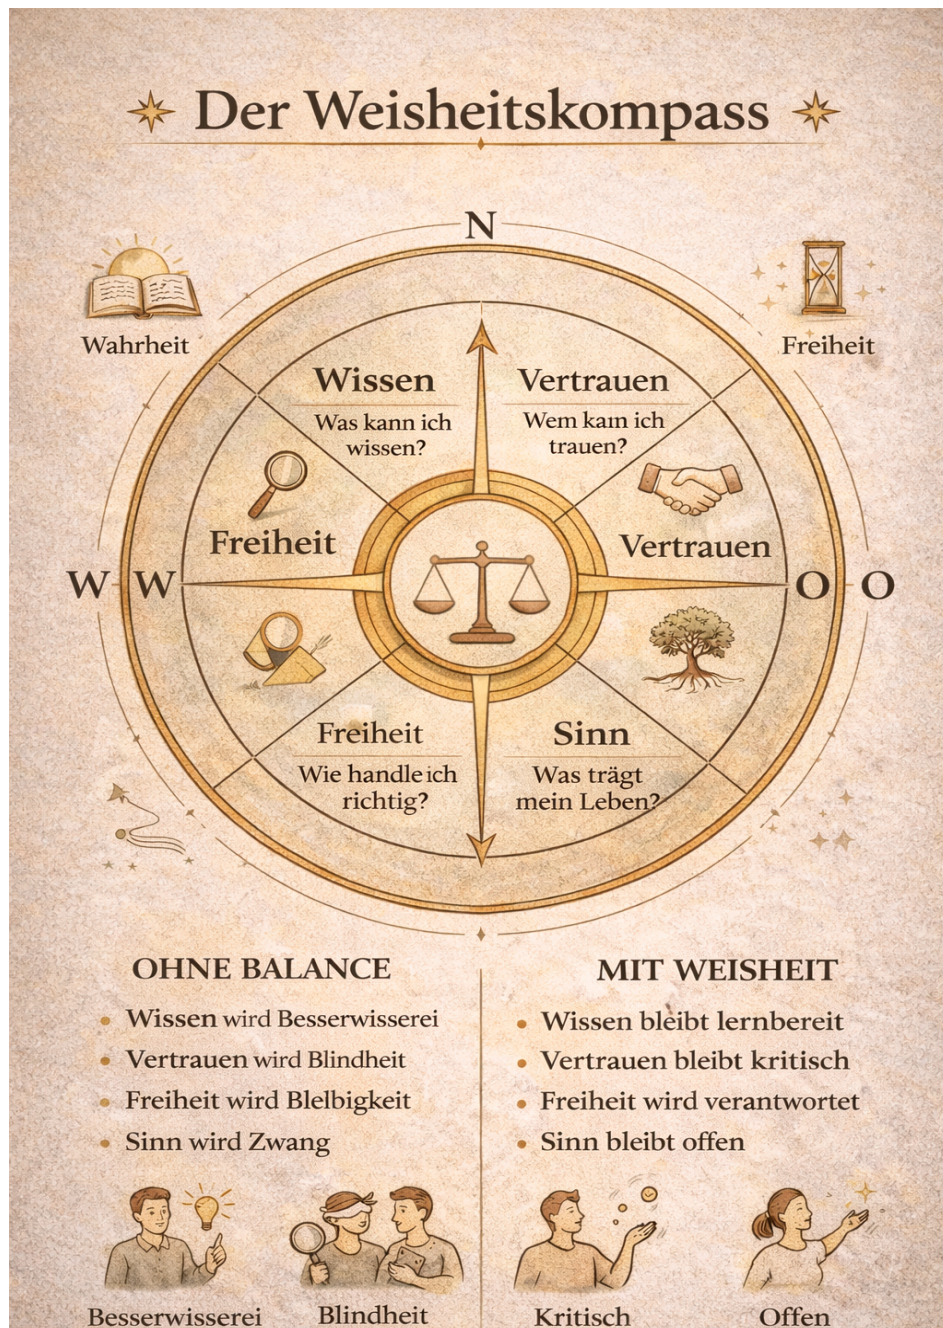 Der Weisheitskompass
N
Wahrheit
Freiheit
Wissen
Was kann ich
wissen?
Vertrauen
Wem kam ich
trauen?
Freiheit
Vertrauen
W W
O O
Freiheit
Wie handle ich
richtig?
Sinn
Was trägt
mein Leben?
OHNE BALANCE
• Wissen wird Besserwisserei
• Vertrauen wird Blindheit
• Freiheit wird Blelbigkeit
• Sinn wird Zwang
Besserwisserei
Blindheit
MIT WEISHEIT
• Wissen bleibt lernbereit
• Vertrauen bleibt kritisch
• Freiheit wird verantwortet
• Sinn bleibt offen
Kritisch
Offen